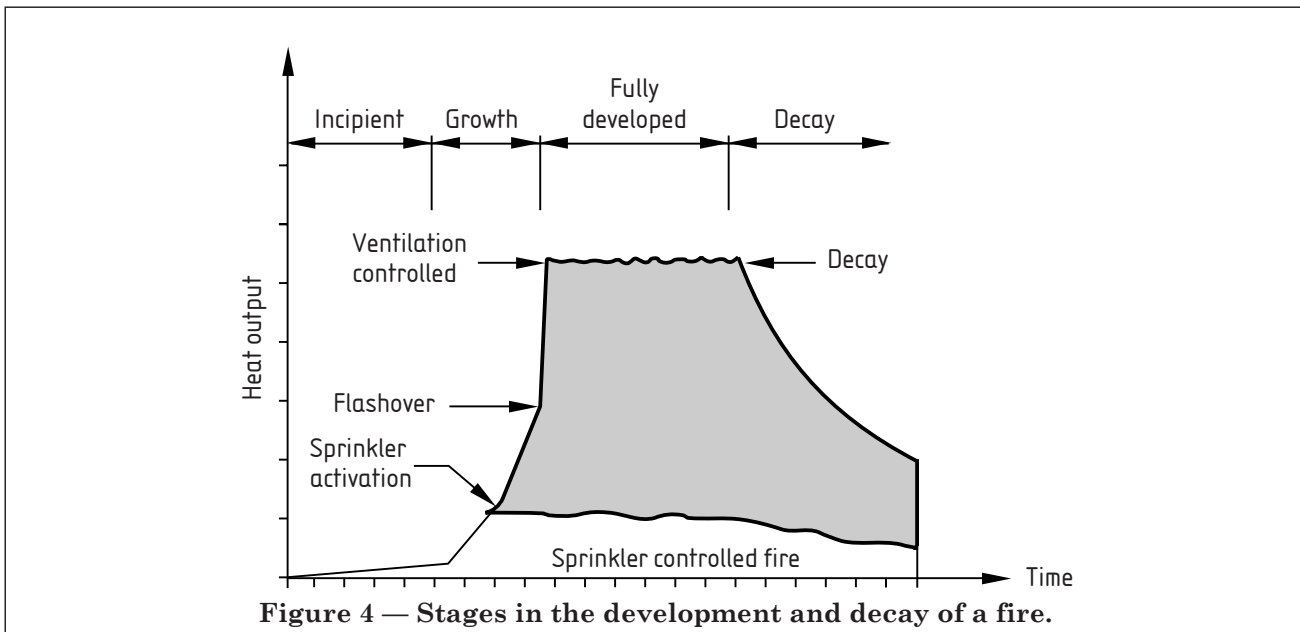 Fully
Incipient
Growth
developed
Decay
Ventilation
controlled
Decay
Heat output
Flashover
Sprinkler
activation
Sprinkler controlled fire
Time
Figure 4 — Stages in the development and decay of a fire.